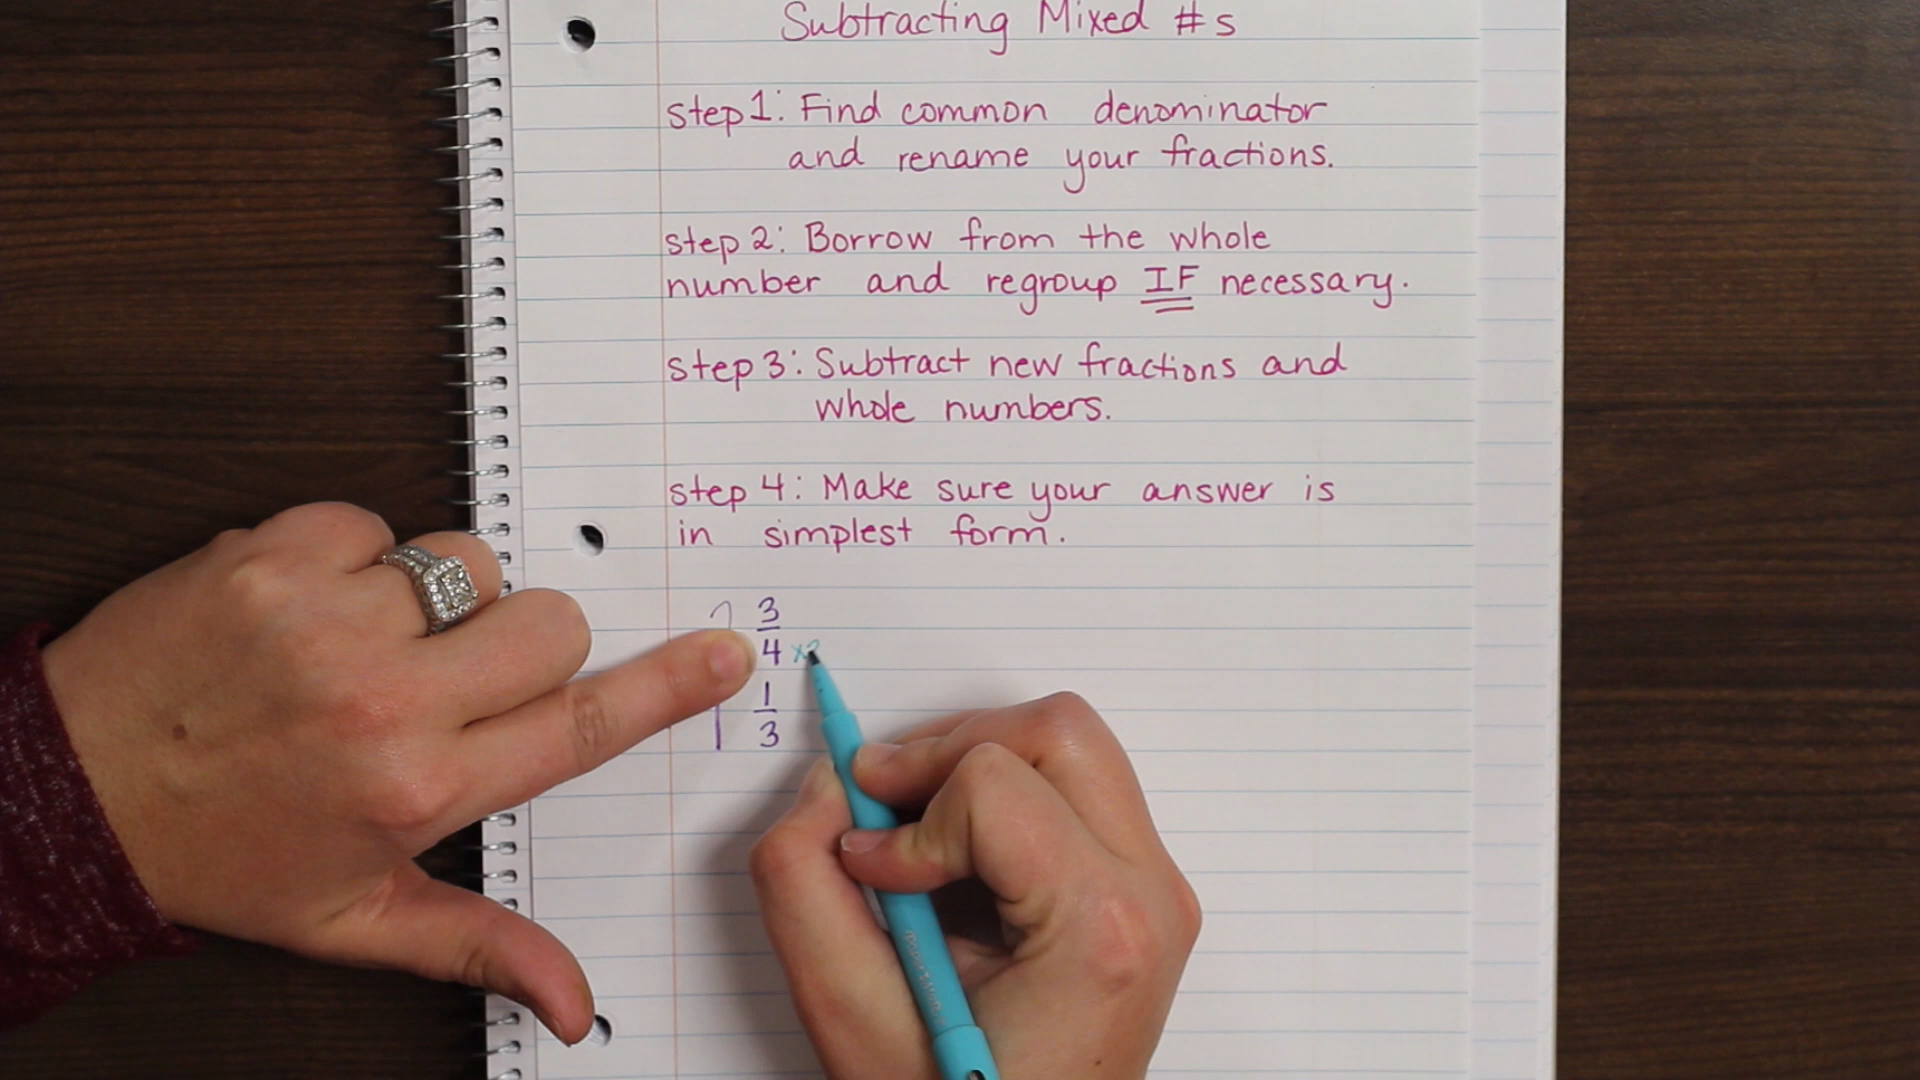 Subtracting Mixed #s
step 1: Find common denominator
and rename your fractions.
step 2: Borrow from the whole
number and regroup IF necessary.
step 3: Subtract new fractions and
whole numbers.
step 4: Make sure your answer is
in simplest form.
3
4
1
3